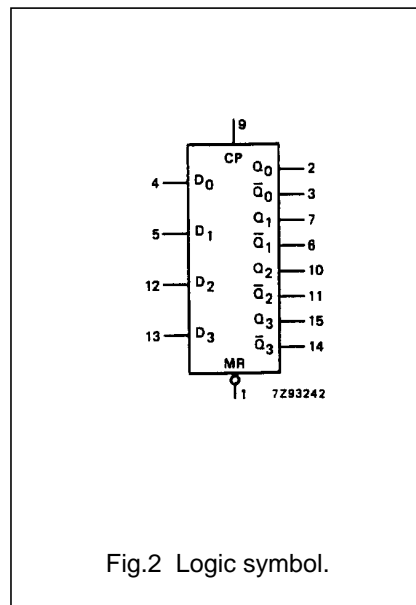 9
CP
4 D0 Q0 2
Q̄0 3
5 D1 Q1 7
Q̄1 6
12 D2 Q2 10
Q̄2 11
13 D3 Q3 15
Q̄3 14
MR
1 7Z93242
Fig.2 Logic symbol.